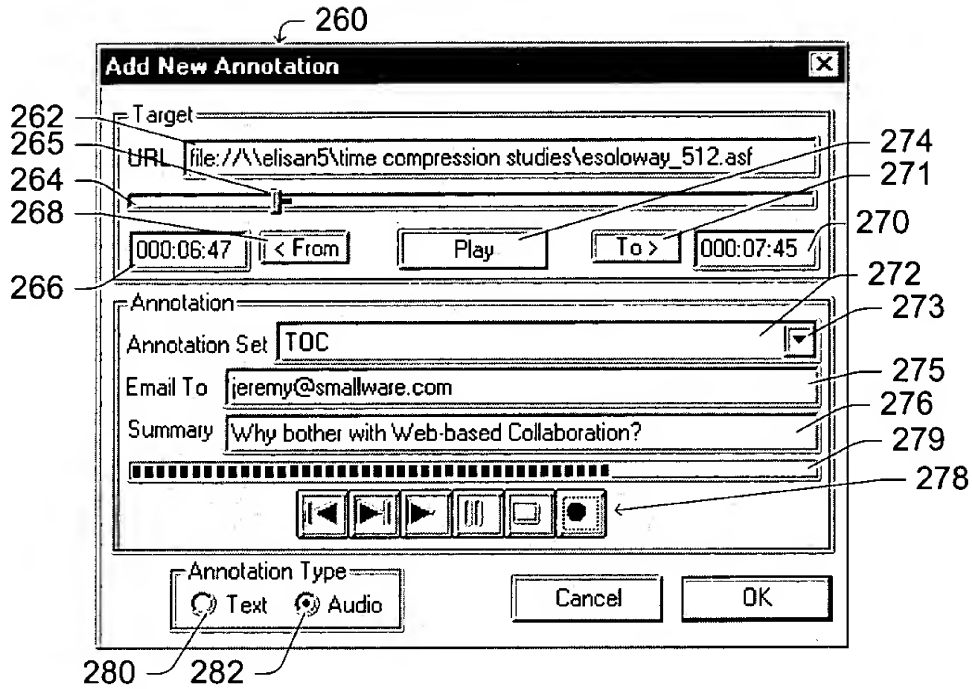 260
Add New Annotation
262
Target
265
URL file://\\elisan5\time compression studies\esoloway_512.asf
274
264
271
268
000:06:47 < From Play To > 000:07:45
270
266
272
Annotation
273
Annotation Set TOC
275
Email To jeremy@smallware.com
276
Summary Why bother with Web-based Collaboration?
279
278
Annotation Type
Text Audio Cancel OK
280 282